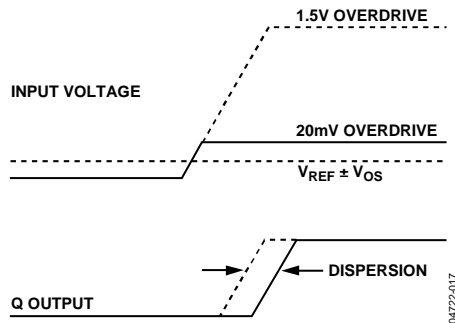 1.5V OVERDRIVE
INPUT VOLTAGE
20mV OVERDRIVE
VREF ± VOS
DISPERSION
Q OUTPUT
04722-017